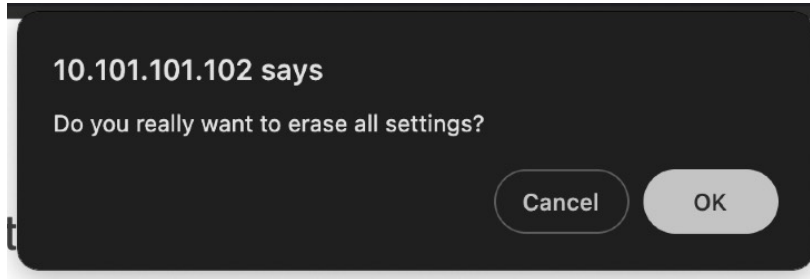 10.101.101.102 says
Do you really want to erase all settings?
Cancel OK
t